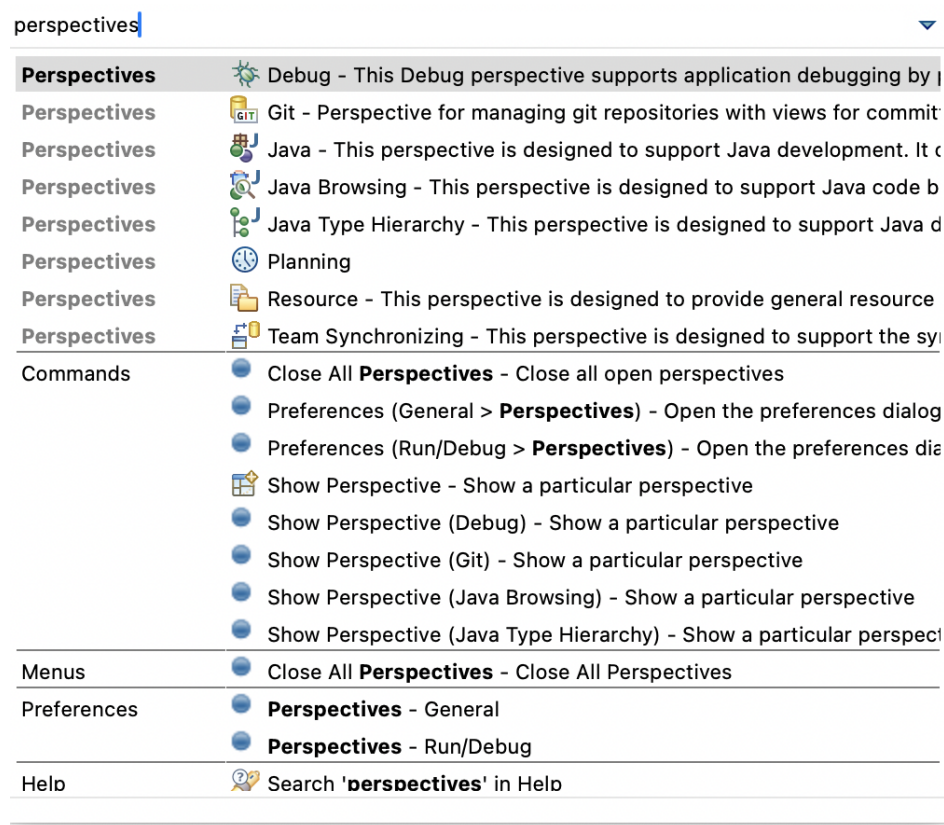 perspectives
Perspectives Debug - This Debug perspective supports application debugging by
Perspectives GIT Git - Perspective for managing git repositories with views for commit
Perspectives J Java - This perspective is designed to support Java development. It
Perspectives J Java Browsing - This perspective is designed to support Java code b
Perspectives J Java Type Hierarchy - This perspective is designed to support Java d
Perspectives Planning
Perspectives Resource - This perspective is designed to provide general resource
Perspectives Team Synchronizing - This perspective is designed to support the sy
Commands Close All Perspectives - Close all open perspectives
Preferences (General > Perspectives) - Open the preferences dialog
Preferences (Run/Debug > Perspectives) - Open the preferences dia
Show Perspective - Show a particular perspective
Show Perspective (Debug) - Show a particular perspective
Show Perspective (Git) - Show a particular perspective
Show Perspective (Java Browsing) - Show a particular perspective
Show Perspective (Java Type Hierarchy) - Show a particular perspect
Menus Close All Perspectives - Close All Perspectives
Preferences Perspectives - General
Perspectives - Run/Debug
Help Search 'perspectives' in Help